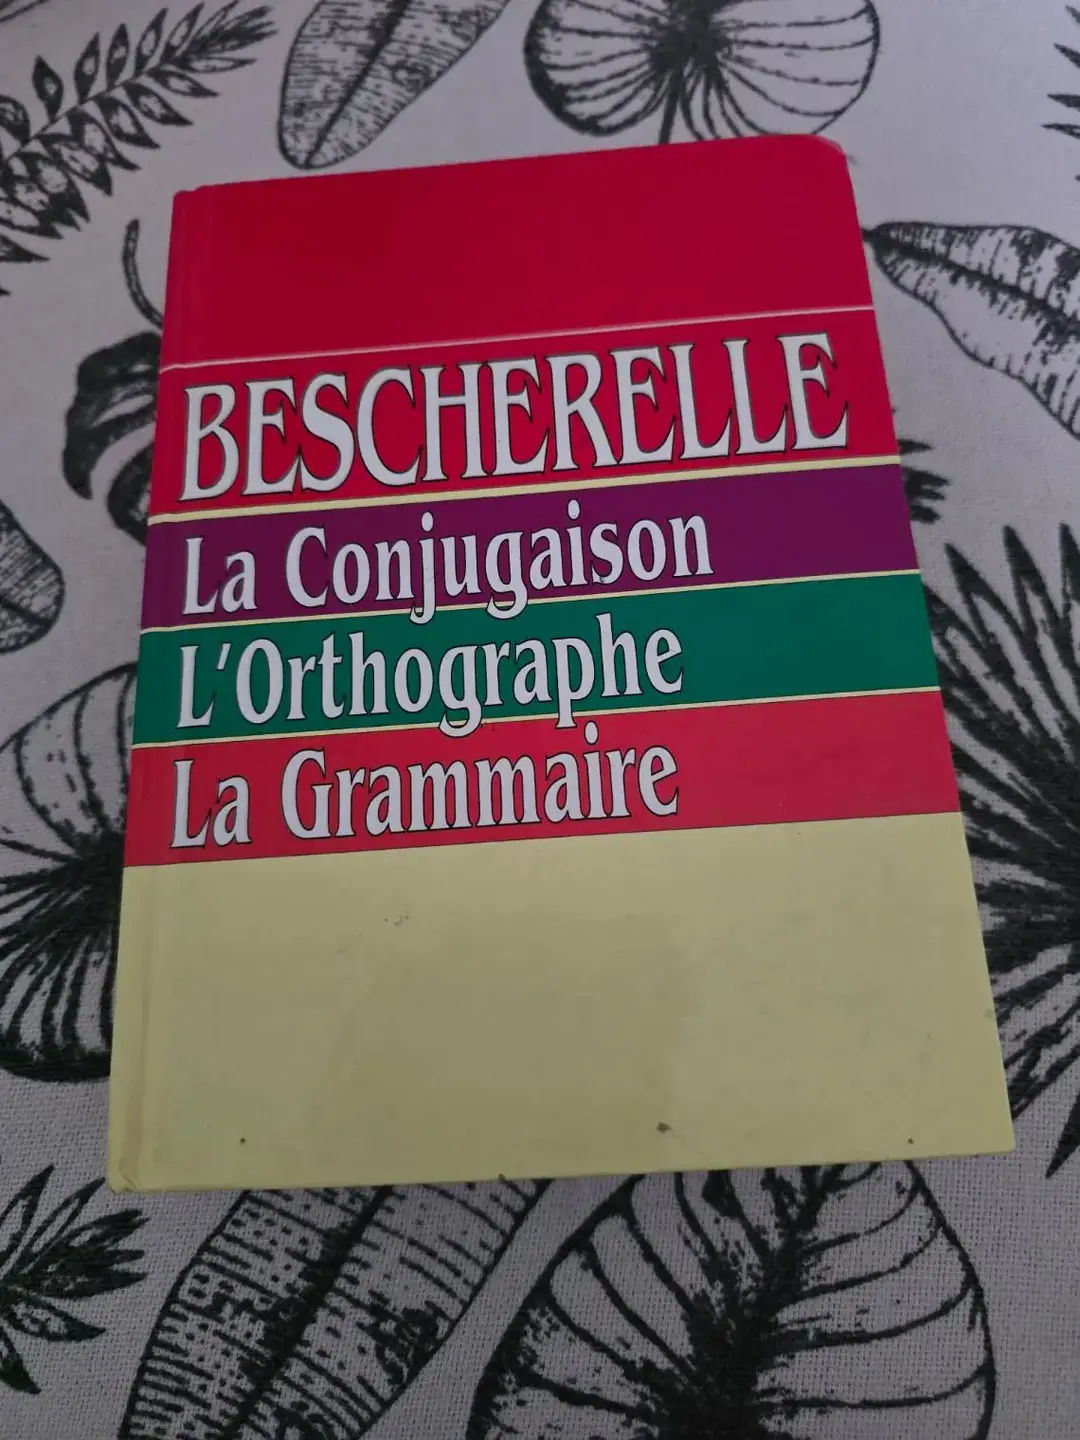 BESCHERELLE
La Conjugaison
L'Orthographe
La Grammaire